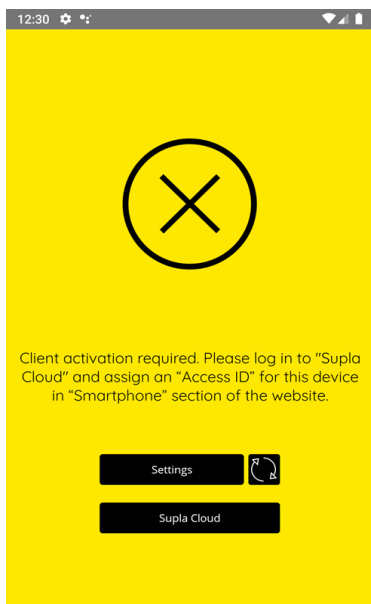 12:30
Client activation required. Please log in to "Supla
Cloud" and assign an “Access ID” for this device
in “Smartphone” section of the website.
Settings
Supla Cloud